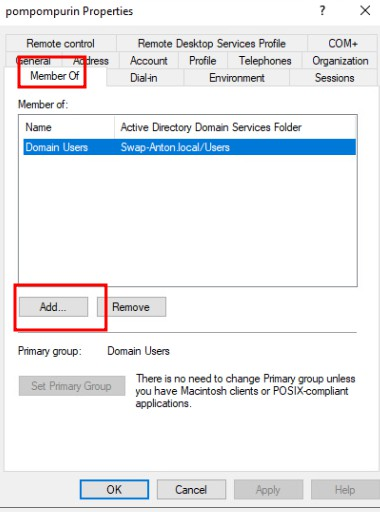 pompompurin Properties ? ×
Remote control Remote Desktop Services Profile COM+
General Address Account Profile Telephones Organization
Member Of Dial-in Environment Sessions
Member of:
Name Active Directory Domain Services Folder
Domain Users Swap-Anton.local/Users
Add... Remove
Primary group: Domain Users
Set Primary Group There is no need to change Primary group unless
you have Macintosh clients or POSIX-compliant
applications.
OK Cancel Apply Help